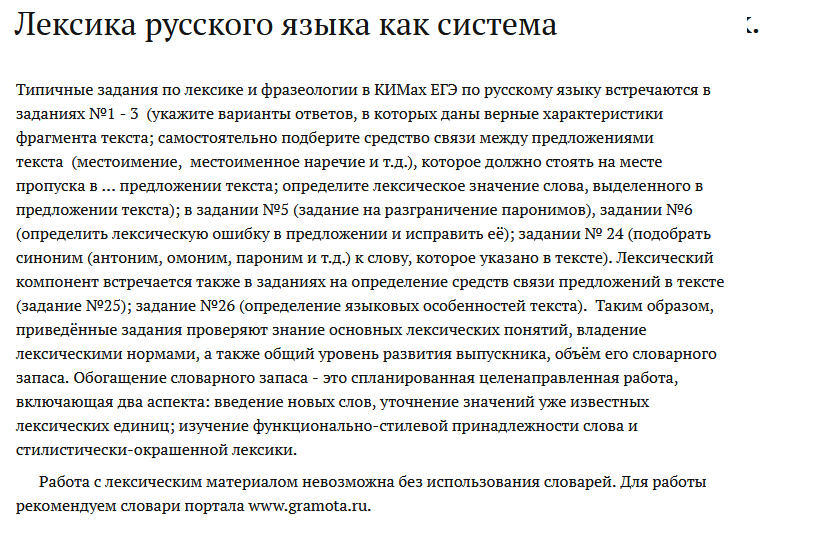 Лексика русского языка как система
Типичные задания по лексике и фразеологии в КИМах ЕГЭ по русскому языку встречаются в
заданиях №1 - 3  (укажите варианты ответов, в которых даны верные характеристики
фрагмента текста; самостоятельно подберите средство связи между предложениями
текста  (местоимение,  местоименное наречие и т.д.), которое должно стоять на месте
пропуска в ... предложении текста; определите лексическое значение слова, выделенного в
предложении текста); в задании №5 (задание на разграничение паронимов), задании №6
(определить лексическую ошибку в предложении и исправить её); задании № 24 (подобрать
синоним (антоним, омоним, пароним и т.д.) к слову, которое указано в тексте). Лексический
компонент встречается также в заданиях на определение средств связи предложений в тексте
(задание №25); задание №26 (определение языковых особенностей текста).  Таким образом,
приведённые задания проверяют знание основных лексических понятий, владение
лексическими нормами, а также общий уровень развития выпускника, объём его словарного
запаса. Обогащение словарного запаса - это спланированная целенаправленная работа,
включающая два аспекта: введение новых слов, уточнение значений уже известных
лексических единиц; изучение функционально-стилевой принадлежности слова и
стилистически-окрашенной лексики.
Работа с лексическим материалом невозможна без использования словарей. Для работы
рекомендуем словари портала www.gramota.ru.